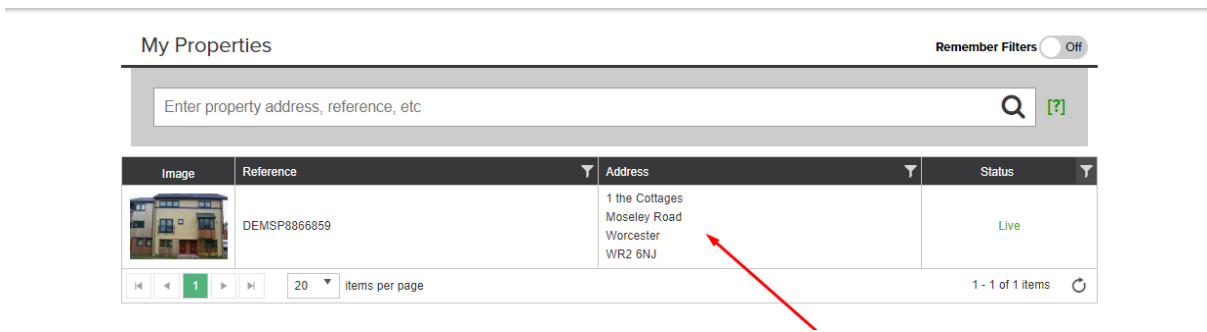 My Properties
Remember Filters Off
Enter property address, reference, etc
[?]
Image Reference Address Status
DEMSP8866859
1 the Cottages
Moseley Road
Worcester
WR2 6NJ
Live
1 20 items per page 1 - 1 of 1 items